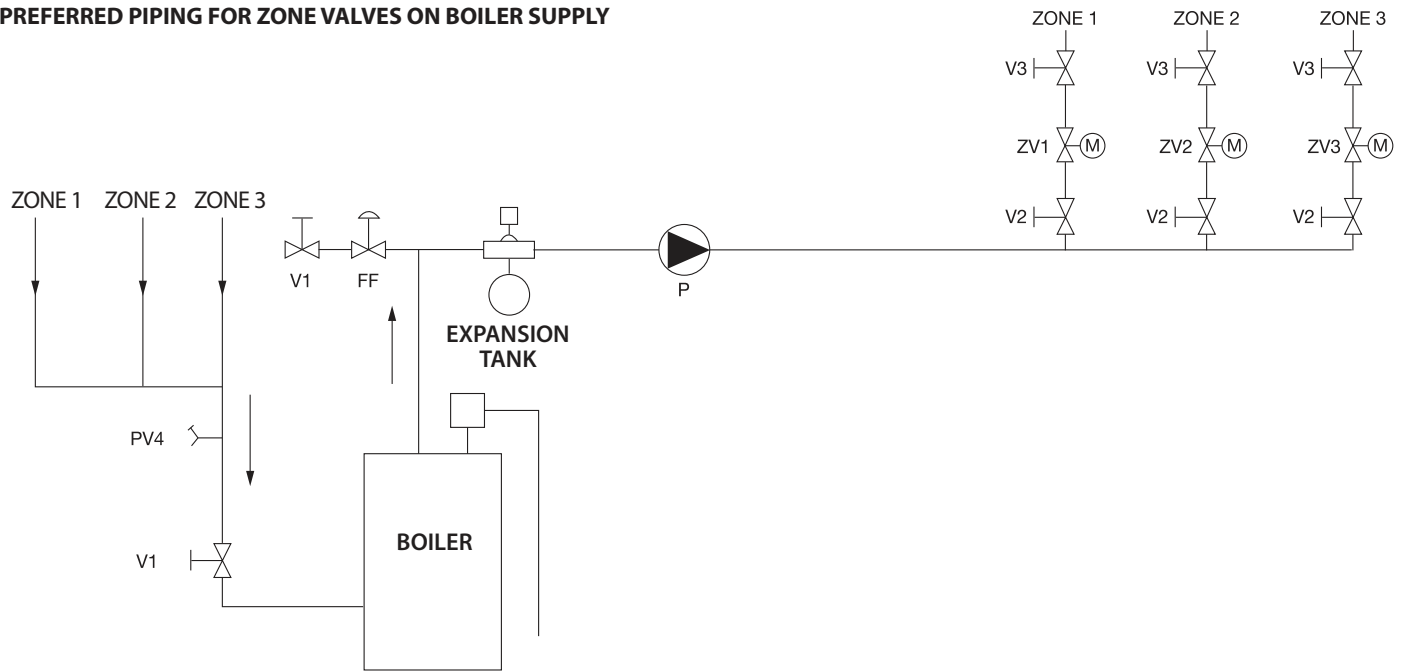 PREFERRED PIPING FOR ZONE VALVES ON BOILER SUPPLY
ZONE 1 ZONE 2 ZONE 3
V3 V3 V3
ZV1 M ZV2 M ZV3 M
ZONE 1 ZONE 2 ZONE 3
V2 V2 V2
V1 FF
P
EXPANSION
TANK
PV4
BOILER
V1